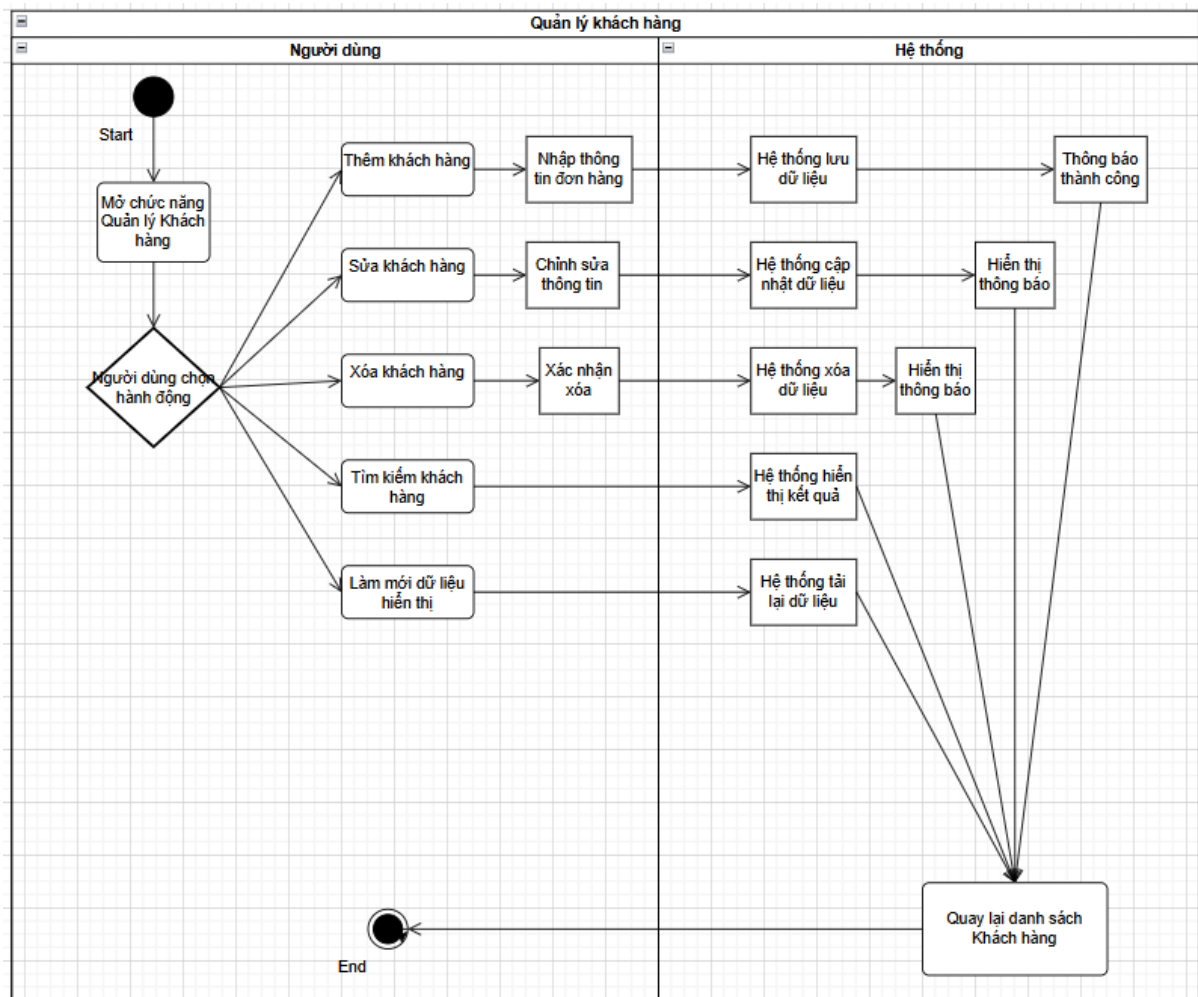 Quản lý khách hàng
Người dùng
Hệ thống
Start
Mở chức năng
Quản lý Khách
hàng
Người dùng chọn
hành động
Thêm khách hàng
Nhập thông
tin đơn hàng
Hệ thống lưu
dữ liệu
Thông báo
thành công
Sửa khách hàng
Chỉnh sửa
thông tin
Hệ thống cập
nhật dữ liệu
Hiển thị
thông báo
Xóa khách hàng
Xác nhận
xóa
Hệ thống xóa
dữ liệu
Hiển thị
thông báo
Tìm kiếm khách
hàng
Hệ thống hiển
thị kết quả
Làm mới dữ liệu
hiển thị
Hệ thống tải
lại dữ liệu
Quay lại danh sách
Khách hàng
End